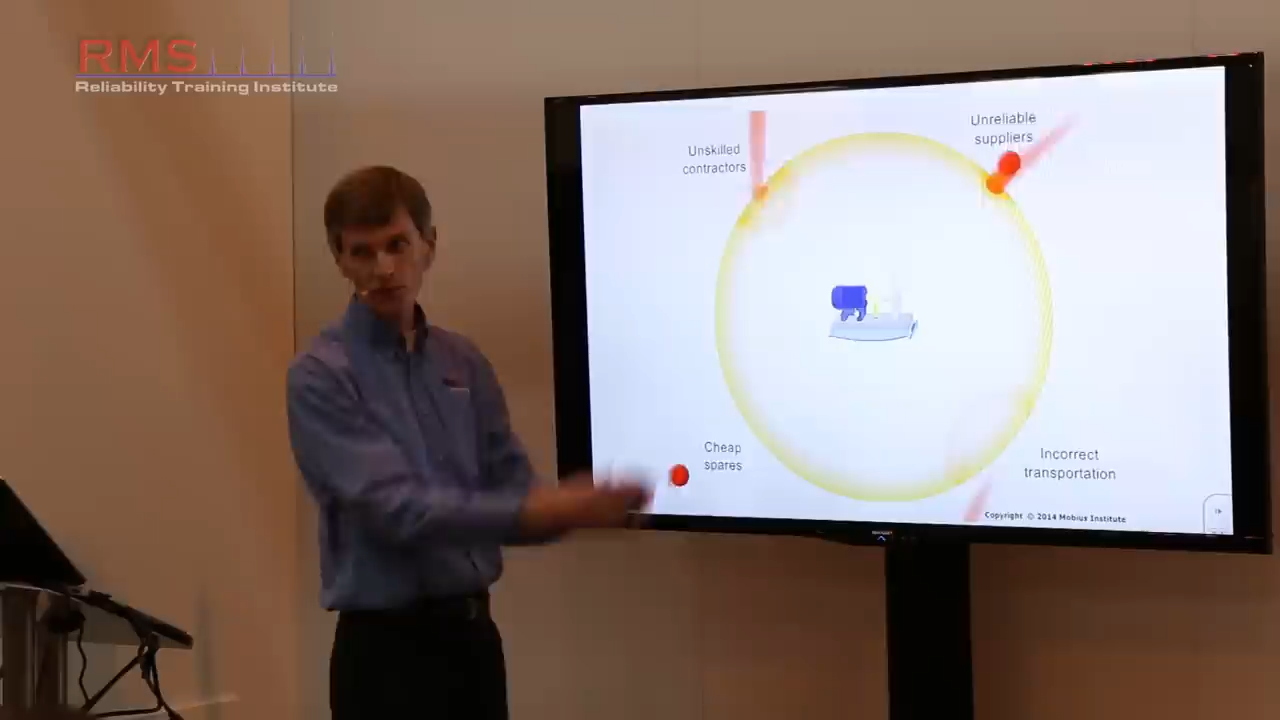 RMS
Reliability Training Institute
Unskilled
contractors
Unreliable
suppliers
Cheap
spares
Incorrect
transportation
Copyright © 2014 Mobius Institute